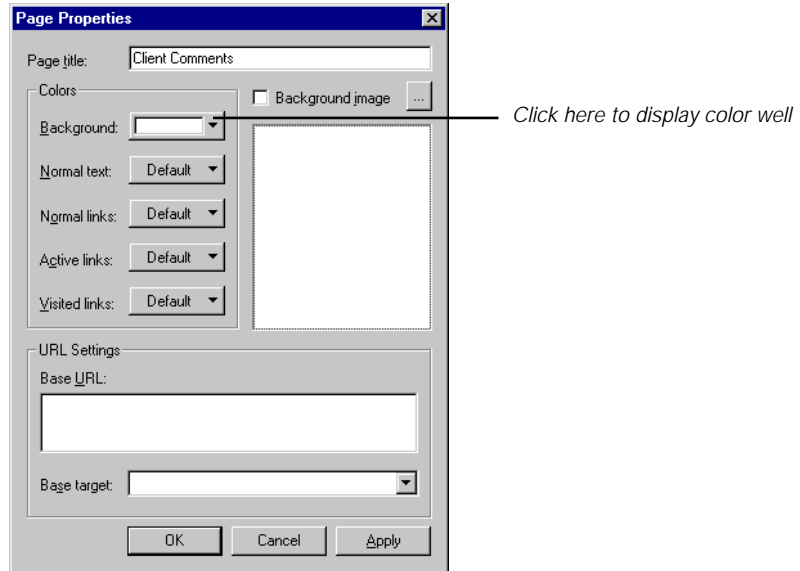 Page Properties
Page title: Client Comments
Colors
Background image ...
Background:
Click here to display color well
Normal text: Default
Normal links: Default
Active links: Default
Visited links: Default
URL Settings
Base URL:
Base target:
OK Cancel Apply